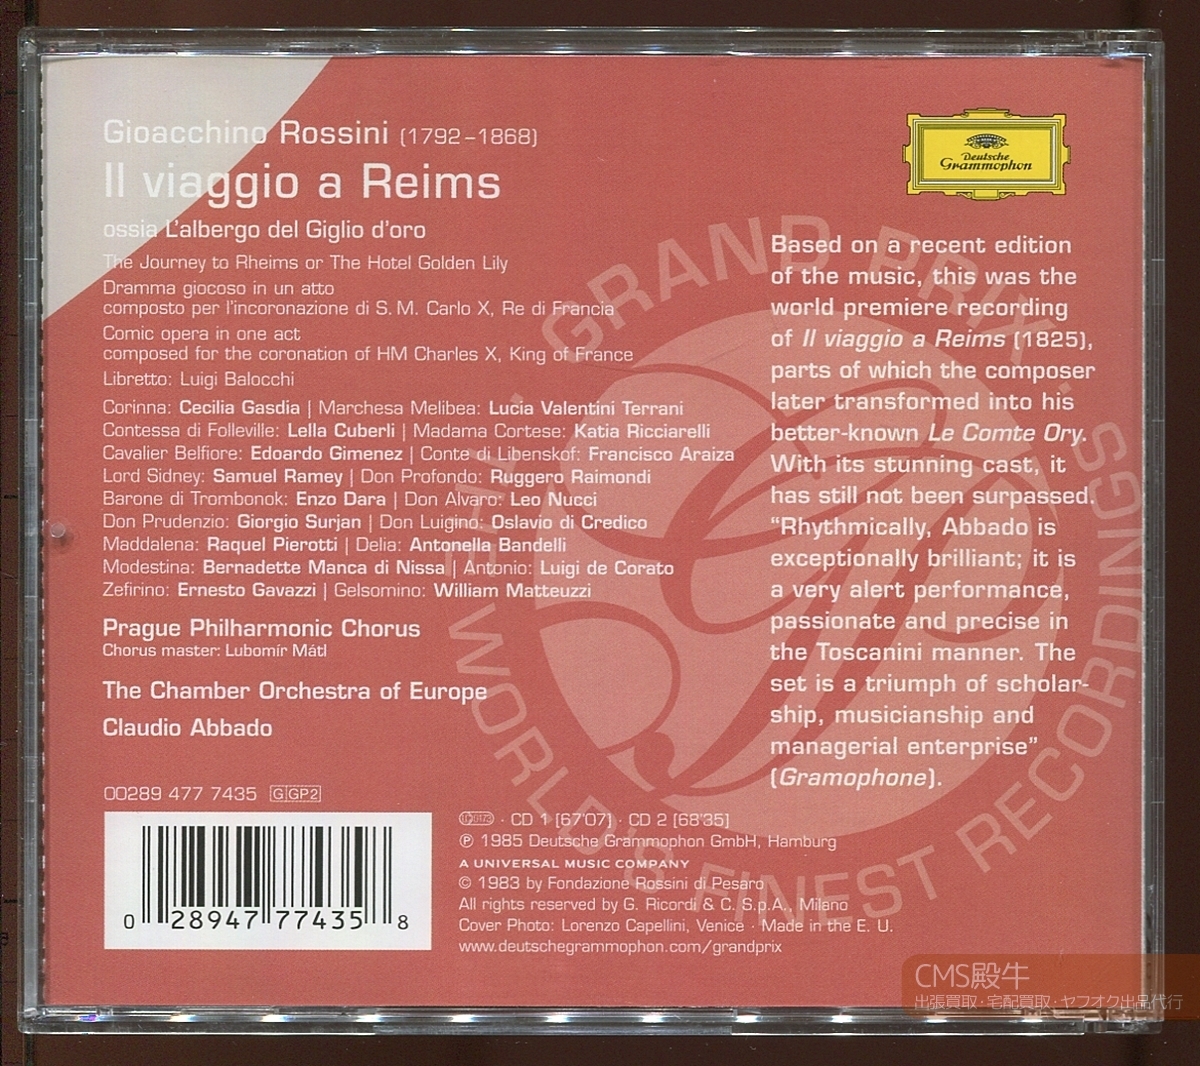 Gioacchino Rossini (1792–1868)
Il viaggio a Reims
ossia L'albergo del Giglio d'oro
The Journey to Rheims or The Hotel Golden Lily
Dramma giocoso in un atto
composto per l'incoronazione di S. M. Carlo X, Re di Francia
Comic opera in one act
composed for the coronation of HM Charles X, King of France
Libretto: Luigi Balocchi
Corinna: Cecilia Gasdia | Marchesa Melibea: Lucia Valentini Terrani
Contessa di Folleville: Lella Cuberli | Madama Cortese: Katia Ricciarelli
Cavalier Belfiore: Edoardo Gimenez | Conte di Libenskof: Francisco Araiza
Lord Sidney: Samuel Ramey | Don Profondo: Ruggero Raimondi
Barone di Trombonok: Enzo Dara | Don Alvaro: Leo Nucci
Don Prudenzio: Giorgio Surjan | Don Luigino: Oslavio di Credico
Maddalena: Raquel Pierotti | Delia: Antonella Bandelli
Modestina: Bernadette Manca di Nissa | Antonio: Luigi de Corato
Zefirino: Ernesto Gavazzi | Gelsomino: William Matteuzzi
Prague Philharmonic Chorus
Chorus master: Lubomír Mátl
The Chamber Orchestra of Europe
Claudio Abbado
Deutsche
Grammophon
Based on a recent edition
of the music, this was the
world premiere recording
of Il viaggio a Reims (1825),
parts of which the composer
later transformed into his
better-known Le Comte Ory.
With its stunning cast, it
has still not been surpassed.
“Rhythmically, Abbado is
exceptionally brilliant; it is
a very alert performance,
passionate and precise in
the Toscanini manner. The
set is a triumph of scholar-
ship, musicianship and
managerial enterprise”
(Gramophone).
· GRAND PRIX ·
WORLD'S FINEST RECORDINGS
00289 477 7435 G GP2
0 28947 77435 8
· CD 1 [67'07] · CD 2 [68'35]
℗ 1985 Deutsche Grammophon GmbH, Hamburg
A UNIVERSAL MUSIC COMPANY
© 1983 by Fondazione Rossini di Pesaro
All rights reserved by G. Ricordi & C. S.p.A., Milano
Cover Photo: Lorenzo Capellini, Venice · Made in the E. U.
www.deutschegrammophon.com/grandprix
CMS殿牛
出張買取・宅配買取・ヤフオク出品代行